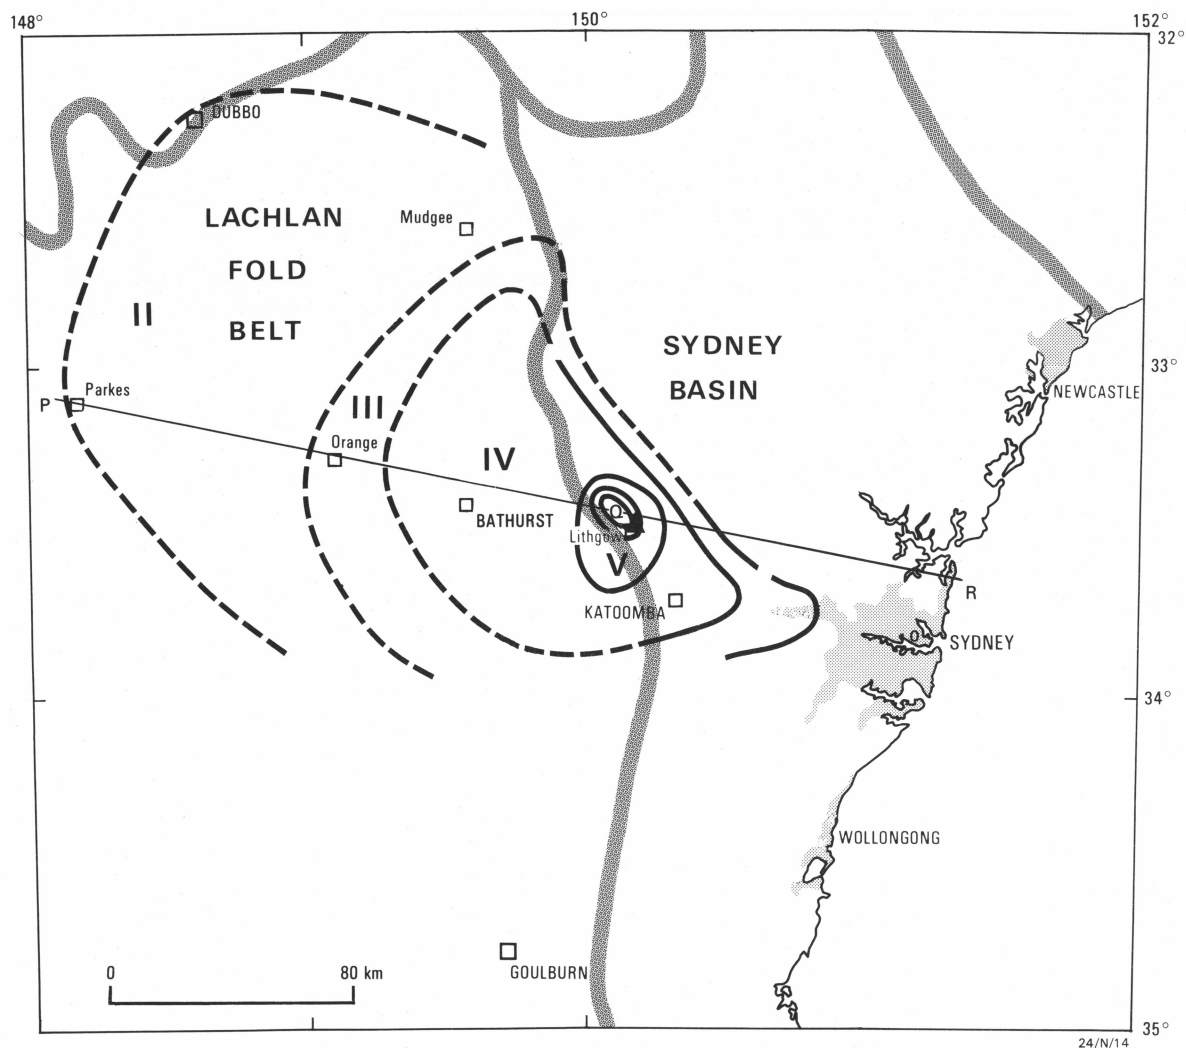 148°
150°
152°
32°
DUBBO
LACHLAN
FOLD
BELT
Mudgee
II
SYDNEY
BASIN
33°
Parkes
P
III
NEWCASTLE
Orange
IV
BATHURST
Q
Lithgow
V
KATOOMBA
R
SYDNEY
34°
WOLLONGONG
0 80 km
GOULBURN
35°
24/N/14